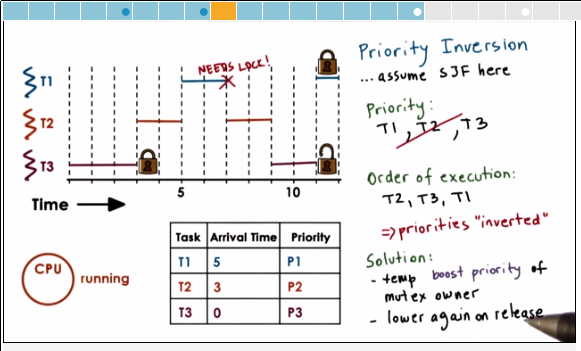 NEEDS LOCK!
T1
T2
T3
5
10
Time
CPU
running
Task Arrival Time Priority
T1 5 P1
T2 3 P2
T3 0 P3
Priority Inversion
... assume SJF here
Priority:
T1, T2, T3
Order of execution:
T2, T3, T1
=> priorities "inverted"
Solution:
- temp boost priority of
mutex owner
- lower again on release